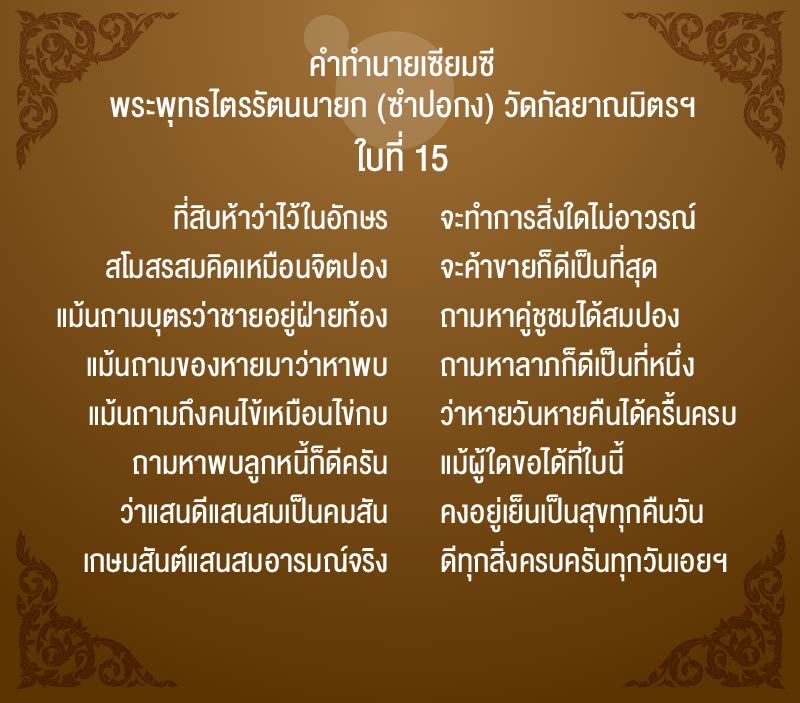 คำทำนายเซียมซี
พระพุทธไตรรัตนนายก (ซำปอกง) วัดกัลยาณมิตรฯ
ใบที่ 15
ที่สิบห้าว่าไว้ในอักษร จะทำการสิ่งใดไม่อาวรณ์
สโมสรสมคิดเหมือนจิตปอง จะค้าขายก็ดีเป็นที่สุด
แม้นถามบุตรว่าชายอยู่ฝ่ายท้อง ถามหาคู่ชูชมได้สมปอง
แม้นถามของหายมาว่าหาพบ ถามหาลาภก็ดีเป็นที่หนึ่ง
แม้นถามถึงคนไข้เหมือนไข่กบ ว่าหายวันหายคืนได้ครื้นครบ
ถามหาพบลูกหนี้ก็ดีครัน แม้ผู้ใดขอได้ที่ใบนี้
ว่าแสนดีแสนสมเป็นคมสัน คงอยู่เย็นเป็นสุขทุกคืนวัน
เกษมสันต์แสนสมอารมณ์จริง ดีทุกสิ่งครบครันทุกวันเอยฯ